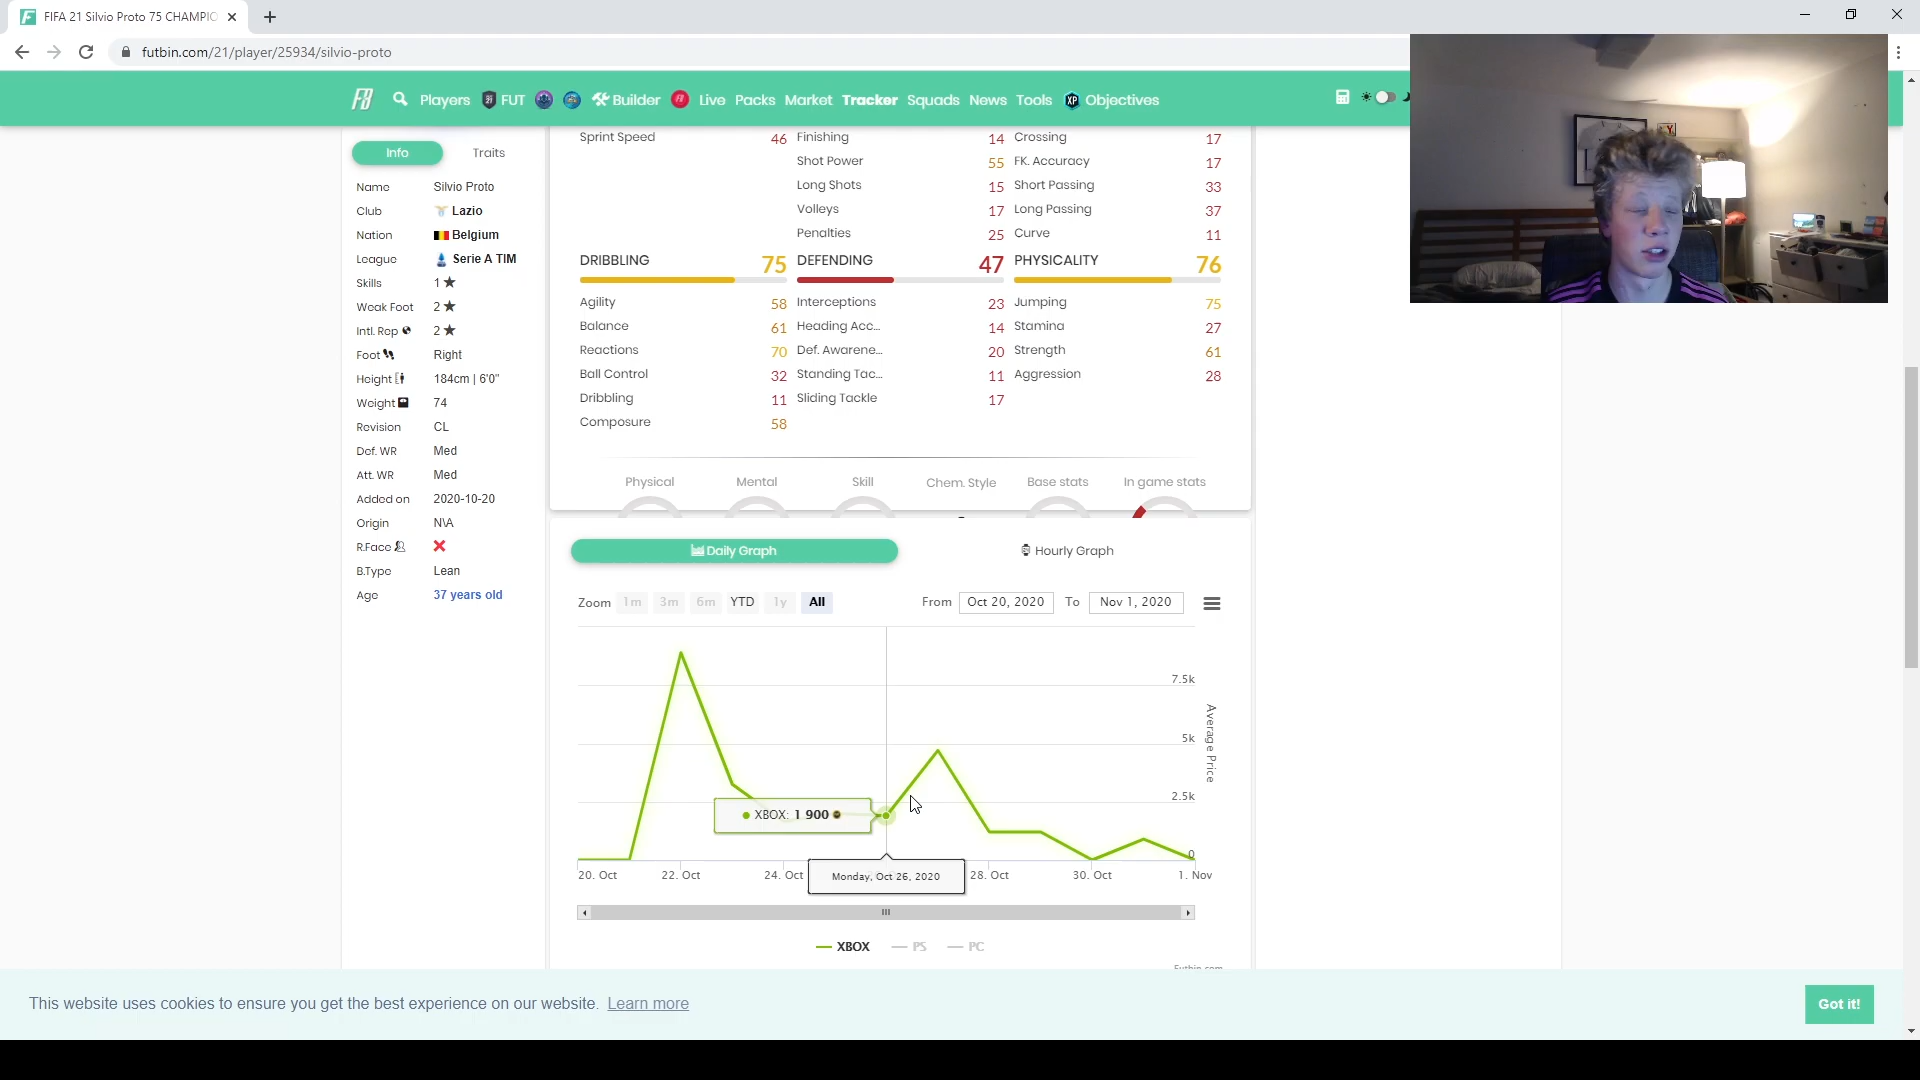 FIFA 21 Silvio Proto 75 CHAMPIO
futbin.com/21/player/25934/silvio-proto
FB Players FUT Builder Live Packs Market Tracker Squads News Tools XP Objectives
Info Traits
Name Silvio Proto
Club Lazio
Nation Belgium
League Serie A TIM
Skills 1
Weak Foot 2
Intl. Rep 2
Foot Right
Height 184cm | 6'0"
Weight 74
Revision CL
Def. WR Med
Att. WR Med
Added on 2020-10-20
Origin N\A
R.Face
B.Type Lean
Age 37 years old
Sprint Speed 46 Finishing 14 Crossing 17
Shot Power 55 FK. Accuracy 17
Long Shots 15 Short Passing 33
Volleys 17 Long Passing 37
Penalties 25 Curve 11
DRIBBLING 75 DEFENDING 47 PHYSICALITY 76
Agility 58 Interceptions 23 Jumping 75
Balance 61 Heading Acc... 14 Stamina 27
Reactions 70 Def. Awarene... 20 Strength 61
Ball Control 32 Standing Tac... 11 Aggression 28
Dribbling 11 Sliding Tackle 17
Composure 58
Physical Mental Skill Chem. Style Base stats In game stats
Daily Graph Hourly Graph
Zoom 1m 3m 6m YTD 1y All From Oct 20, 2020 To Nov 1, 2020
7.5k
5k
2.5k
0
Average Price
XBOX: 1 900
Monday, Oct 26, 2020
20. Oct 22. Oct 24. Oct 28. Oct 30. Oct 1. Nov
XBOX PS PC
Futbin.com
This website uses cookies to ensure you get the best experience on our website. Learn more
Got it!